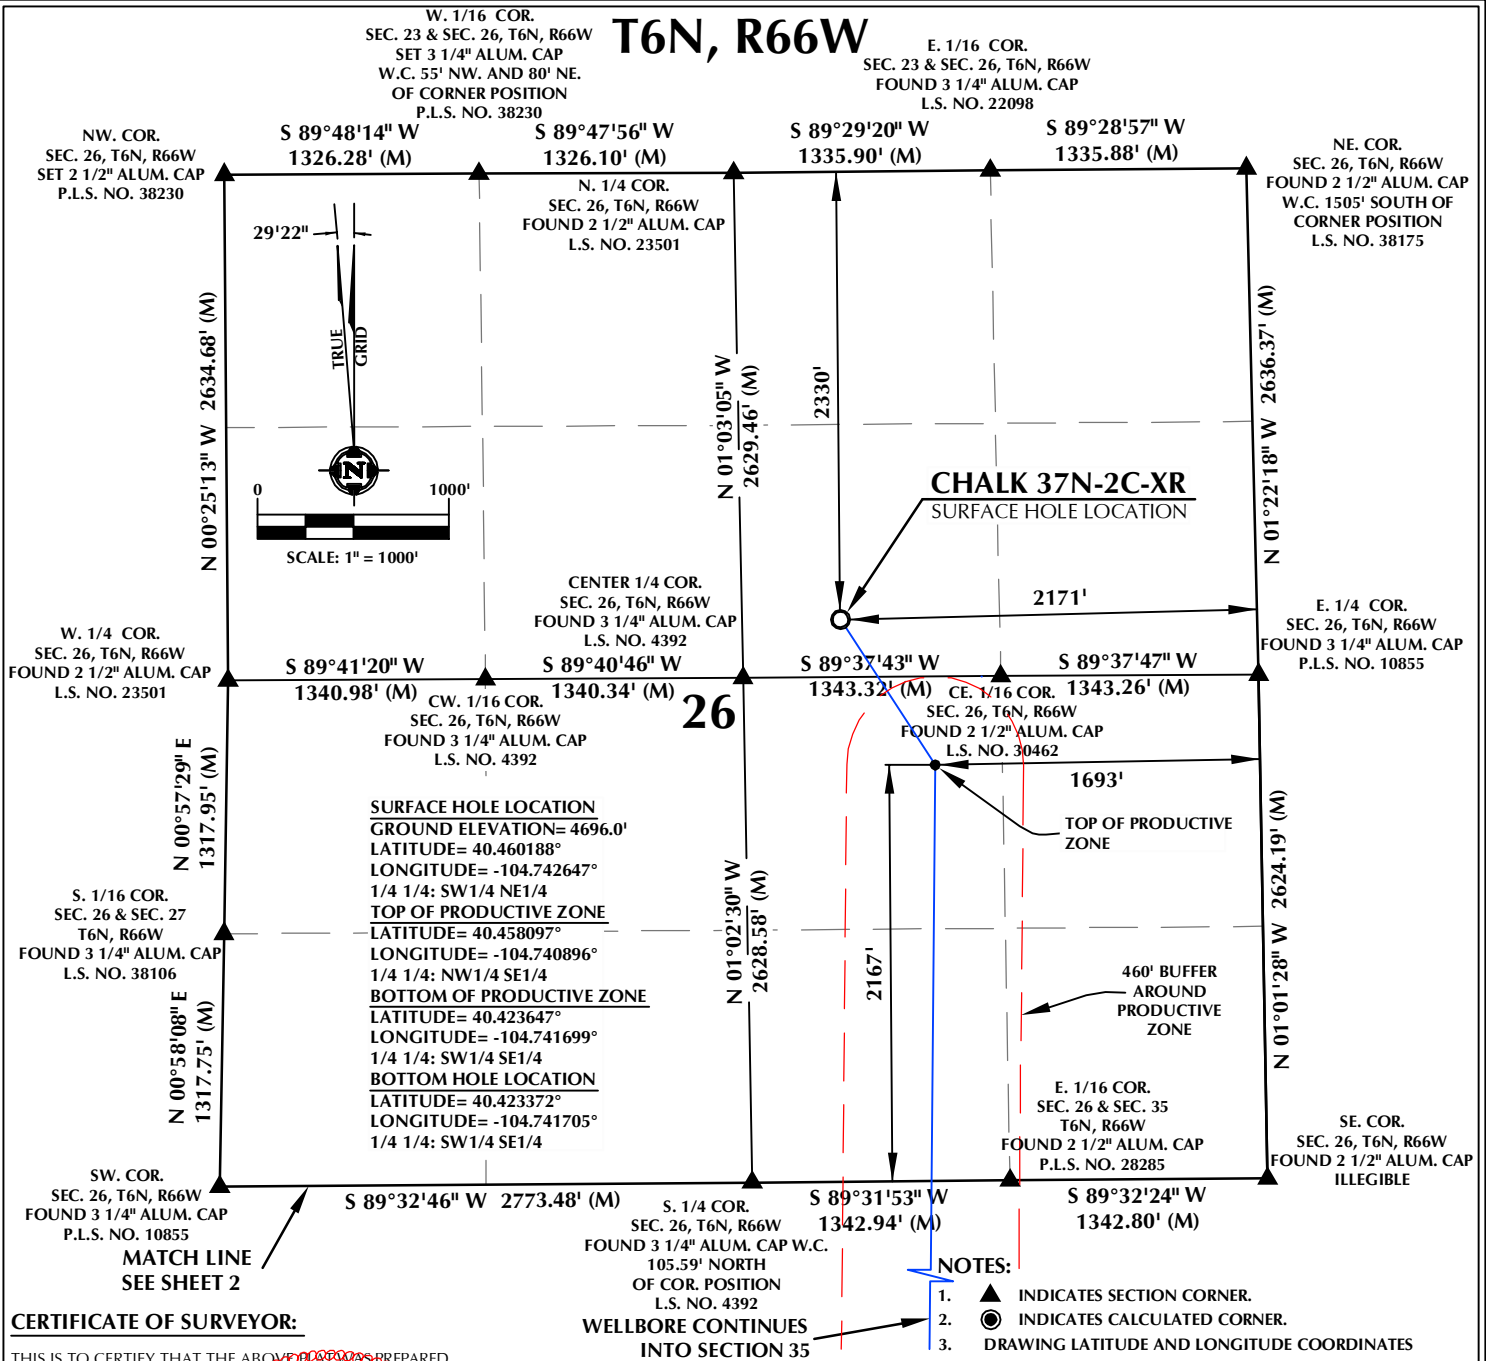 T6N, R66W
W. 1/16 COR.
SEC. 23 & SEC. 26, T6N, R66W
SET 3 1/4" ALUM. CAP
W.C. 55' NW. AND 80' NE.
OF CORNER POSITION
P.L.S. NO. 38230
E. 1/16 COR.
SEC. 23 & SEC. 26, T6N, R66W
FOUND 3 1/4" ALUM. CAP
L.S. NO. 22098
NW. COR.
SEC. 26, T6N, R66W
SET 2 1/2" ALUM. CAP
P.L.S. NO. 38230
S 89°48'14" W
1326.28' (M)
S 89°47'56" W
1326.10' (M)
S 89°29'20" W
1335.90' (M)
S 89°28'57" W
1335.88' (M)
NE. COR.
SEC. 26, T6N, R66W
FOUND 2 1/2" ALUM. CAP
W.C. 1505' SOUTH OF
CORNER POSITION
L.S. NO. 38175
N. 1/4 COR.
SEC. 26, T6N, R66W
FOUND 2 1/2" ALUM. CAP
L.S. NO. 23501
29'22"
TRUE
GRID
N
0 1000'
SCALE: 1" = 1000'
N 00°25'13" W 2634.68' (M)
N 01°03'05" W
2629.46' (M)
2330'
N 01°22'18" W 2636.37' (M)
CHALK 37N-2C-XR
SURFACE HOLE LOCATION
2171'
CENTER 1/4 COR.
SEC. 26, T6N, R66W
FOUND 3 1/4" ALUM. CAP
L.S. NO. 4392
W. 1/4 COR.
SEC. 26, T6N, R66W
FOUND 2 1/2" ALUM. CAP
L.S. NO. 23501
E. 1/4 COR.
SEC. 26, T6N, R66W
FOUND 3 1/4" ALUM. CAP
P.L.S. NO. 10855
S 89°41'20" W
1340.98' (M)
S 89°40'46" W
1340.34' (M)
S 89°37'43" W
1343.32' (M)
S 89°37'47" W
1343.26' (M)
26
CW. 1/16 COR.
SEC. 26, T6N, R66W
FOUND 3 1/4" ALUM. CAP
L.S. NO. 4392
CE. 1/16 COR.
SEC. 26, T6N, R66W
FOUND 2 1/2" ALUM. CAP
L.S. NO. 30462
1693'
TOP OF PRODUCTIVE
ZONE
N 00°57'29" E
1317.95' (M)
SURFACE HOLE LOCATION
GROUND ELEVATION= 4696.0'
LATITUDE= 40.460188°
LONGITUDE= -104.742647°
1/4 1/4: SW1/4 NE1/4
TOP OF PRODUCTIVE ZONE
LATITUDE= 40.458097°
LONGITUDE= -104.740896°
1/4 1/4: NW1/4 SE1/4
BOTTOM OF PRODUCTIVE ZONE
LATITUDE= 40.423647°
LONGITUDE= -104.741699°
1/4 1/4: SW1/4 SE1/4
BOTTOM HOLE LOCATION
LATITUDE= 40.423372°
LONGITUDE= -104.741705°
1/4 1/4: SW1/4 SE1/4
N 01°02'30" W
2628.58' (M)
2167'
N 01°01'28" W 2624.19' (M)
S. 1/16 COR.
SEC. 26 & SEC. 27
T6N, R66W
FOUND 3 1/4" ALUM. CAP
L.S. NO. 38106
460' BUFFER
AROUND
PRODUCTIVE
ZONE
N 00°58'08" E
1317.75' (M)
E. 1/16 COR.
SEC. 26 & SEC. 35
T6N, R66W
FOUND 2 1/2" ALUM. CAP
P.L.S. NO. 28285
SE. COR.
SEC. 26, T6N, R66W
FOUND 2 1/2" ALUM. CAP
ILLEGIBLE
SW. COR.
SEC. 26, T6N, R66W
FOUND 3 1/4" ALUM. CAP
P.L.S. NO. 10855
S 89°32'46" W 2773.48' (M)
S 89°31'53" W
1342.94' (M)
S 89°32'24" W
1342.80' (M)
S. 1/4 COR.
SEC. 26, T6N, R66W
FOUND 3 1/4" ALUM. CAP W.C.
105.59' NORTH
OF COR. POSITION
L.S. NO. 4392
MATCH LINE
SEE SHEET 2
WELLBORE CONTINUES
INTO SECTION 35
NOTES:
1. INDICATES SECTION CORNER.
2. INDICATES CALCULATED CORNER.
3. DRAWING LATITUDE AND LONGITUDE COORDINATES
CERTIFICATE OF SURVEYOR:
THIS IS TO CERTIFY THAT THE ABOVE PLAT WAS PREPARED